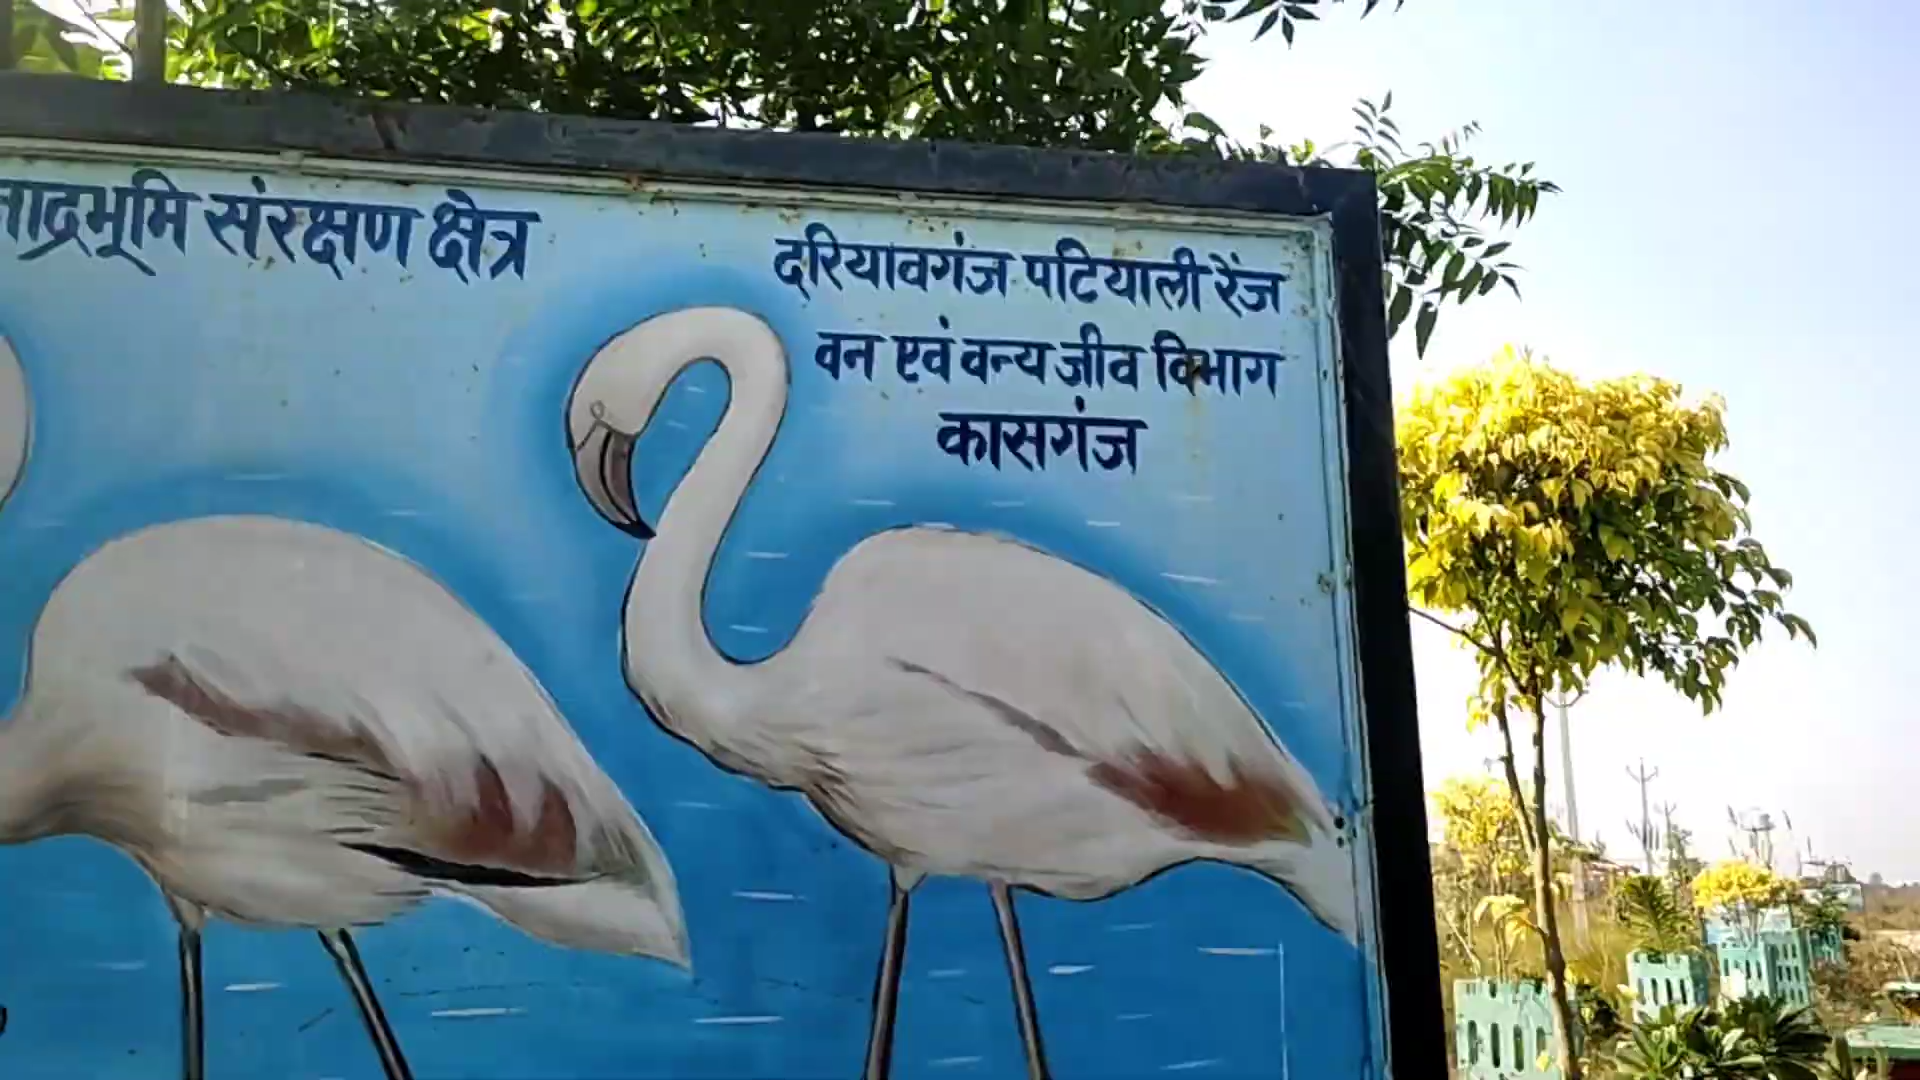 संरक्षण क्षेत्र
दरियावगंज पटियाली रेंज
वन एवं वन्य जीव विभाग
कासगंज